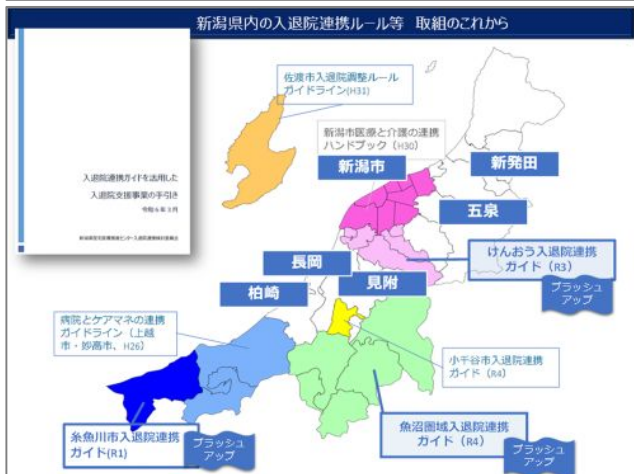 新潟県内の入退院連携ルール等 取組のこれから
入退院連携ガイドを活用した
入退院支援事業の手引き
令和6年3月
佐渡市入退院調整ルール
ガイドライン(H31)
新潟市医療と介護の連携
ハンドブック（H30）
新潟市
新発田
五泉
けんおう入退院連携
ガイド（R3）
ブラッシュ
アップ
長岡
見附
柏崎
病院とケアマネの連携
ガイドライン（上越
市・妙高市、H26）
小千谷市入退院連携
ガイド（R4）
糸魚川市入退院連携
ガイド(R1)
ブラッシュ
アップ
魚沼圏域入退院連携
ガイド（R4）
ブラッシュ
アップ